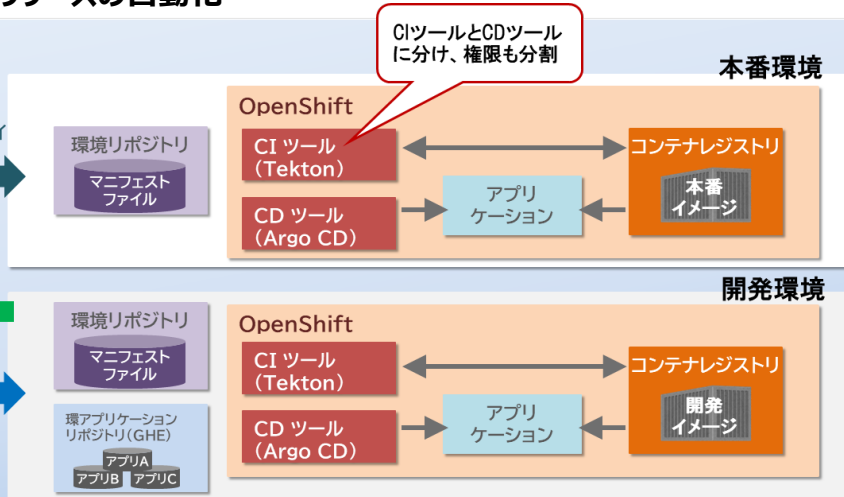 リリースの自動化
CIツールとCDツール
に分け、権限も分割
本番環境
OpenShift
環境リポジトリ
マニフェスト
ファイル
CI ツール
(Tekton)
CD ツール
(Argo CD)
アプリ
ケーション
コンテナレジストリ
本番
イメージ
開発環境
OpenShift
環境リポジトリ
マニフェスト
ファイル
環アプリケーション
リポジトリ(GHE)
アプリA
アプリB アプリC
CI ツール
(Tekton)
CD ツール
(Argo CD)
アプリ
ケーション
コンテナレジストリ
開発
イメージ